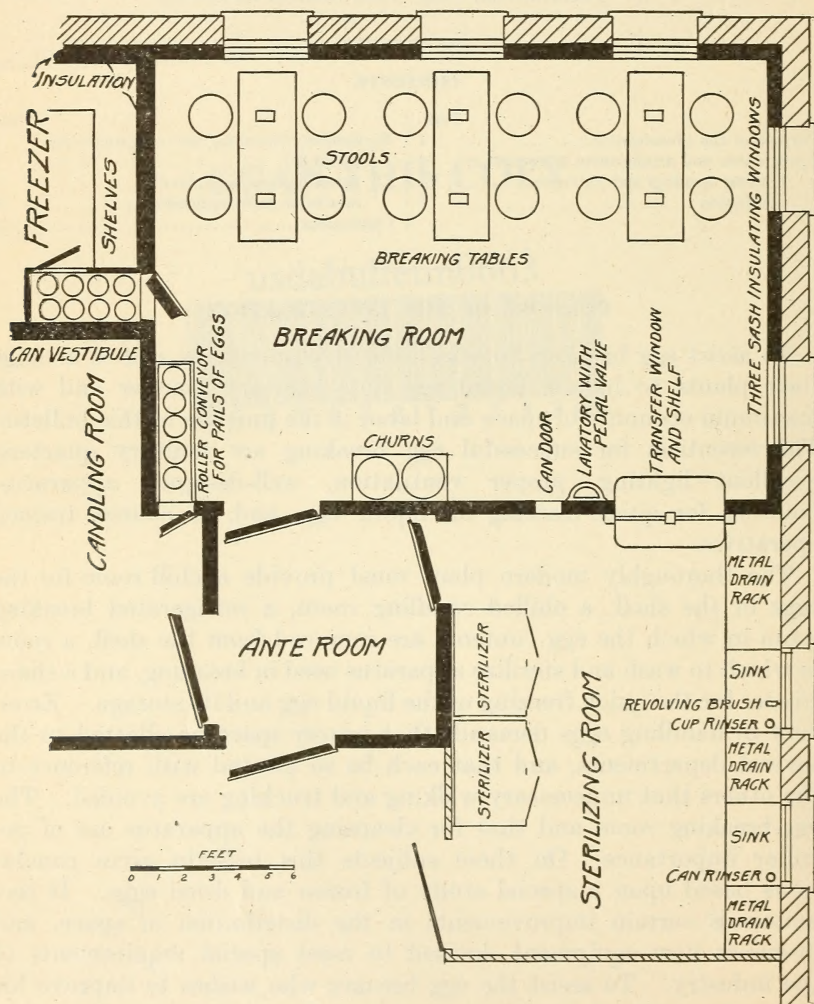 INSULATION
FREEZER
SHELVES
STOOLS
BREAKING TABLES
THREE SASH INSULATING WINDOWS
CAN VESTIBULE
BREAKING ROOM
CANDLING ROOM
ROLLER CONVEYOR
FOR PAILS OF EGGS
CHURNS
CAN DOOR
LAVATORY WITH
PEDAL VALVE
TRANSFER WINDOW
AND SHELF
METAL
DRAIN
RACK
ANTE ROOM
STERILIZER
STERILIZER
STERILIZING ROOM
SINK
REVOLVING BRUSH
CUP RINSER
METAL
DRAIN
RACK
SINK
CAN RINSER
METAL
DRAIN
RACK
FEET
0 1 2 3 4 5 6